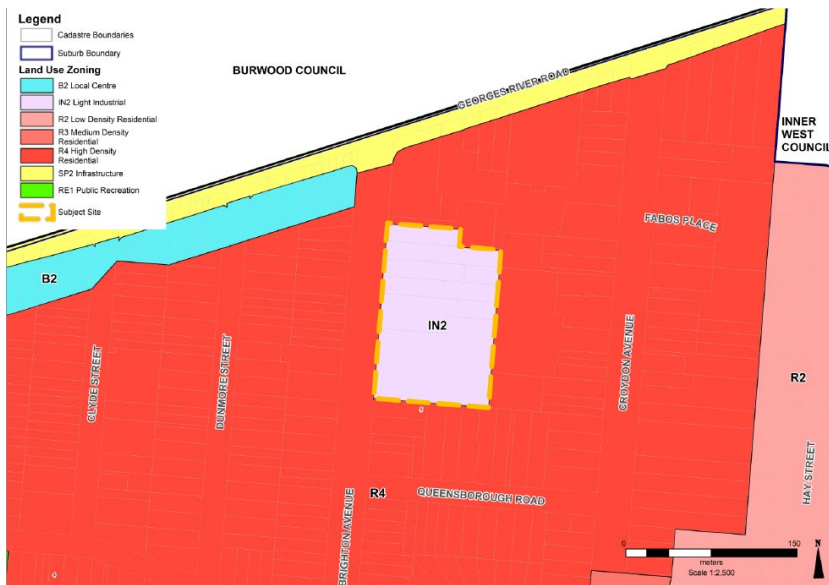 Legend
Cadastre Boundaries
Suburb Boundary
Land Use Zoning
B2 Local Centre
IN2 Light Industrial
R2 Low Density Residential
R3 Medium Density
Residential
R4 High Density
Residential
SP2 Infrastructure
RE1 Public Recreation
Subject Site
BURWOOD COUNCIL
GEORGES RIVER ROAD
INNER
WEST
COUNCIL
FABOS PLACE
B2
IN2
CLYDE STREET
DUNMORE STREET
CROYDON AVENUE
R2
R4
QUEENSBOROUGH ROAD
BRIGHTON AVENUE
HAY STREET
0 150
meters
Scale 1:2,500
N